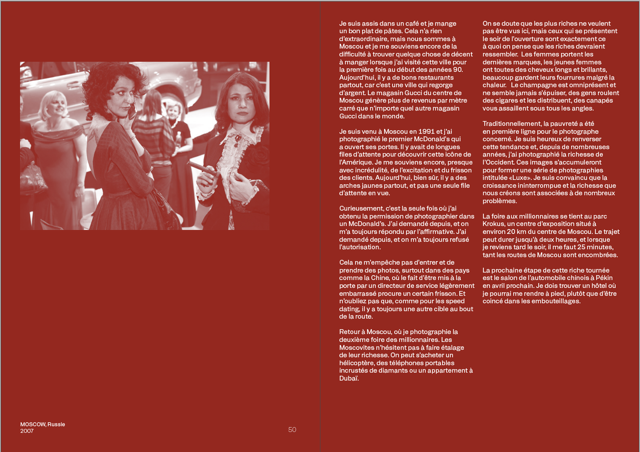 MOSCOW, Russie
2007
50
Je suis assis dans un café et je mange
un bon plat de pâtes. Cela n'a rien
d'extraordinaire, mais nous sommes à
Moscou et je me souviens encore de la
difficulté à trouver quelque chose de décent
à manger lorsque j'ai visité cette ville pour
la première fois au début des années 90.
Aujourd'hui, il y a de bons restaurants
partout, car c'est une ville qui regorge
d'argent. Le magasin Gucci du centre de
Moscou génère plus de revenus par mètre
carré que n'importe quel autre magasin
Gucci dans le monde.
Je suis venu à Moscou en 1991 et j'ai
photographié le premier McDonald's qui
a ouvert ses portes. Il y avait de longues
files d'attente pour découvrir cette icône de
l'Amérique. Je me souviens encore, presque
avec incrédulité, de l'excitation et du frisson
des clients. Aujourd'hui, bien sûr, il y a des
arches jaunes partout, et pas une seule file
d'attente en vue.
Curieusement, c'est la seule fois où j'ai
obtenu la permission de photographier dans
un McDonald's. J'ai demandé depuis, et on
m'a toujours répondu par l'affirmative. J'ai
demandé depuis, et on m'a toujours refusé
l'autorisation.
Cela ne m'empêche pas d'entrer et de
prendre des photos, surtout dans des pays
comme la Chine, où le fait d'être mis à la
porte par un directeur de service légèrement
embarrassé procure un certain frisson. Et
n'oubliez pas que, comme pour les speed
dating, il y a toujours une autre cible au bout
de la route.
Retour à Moscou, où je photographie la
deuxième foire des millionnaires. Les
Moscovites n'hésitent pas à faire étalage
de leur richesse. On peut s'acheter un
hélicoptère, des téléphones portables
incrustés de diamants ou un appartement à
Dubaï.
On se doute que les plus riches ne veulent
pas être vus ici, mais ceux qui se présentent
le soir de l'ouverture sont exactement ce
à quoi on pense que les riches devraient
ressembler. Les femmes portent les
dernières marques, les jeunes femmes
ont toutes des cheveux longs et brillants,
beaucoup gardent leurs fourrures malgré la
chaleur. Le champagne est omniprésent et
ne semble jamais s'épuiser, des gens roulent
des cigares et les distribuent, des canapés
vous assaillent sous tous les angles.
Traditionnellement, la pauvreté a été
en première ligne pour le photographe
concerné. Je suis heureux de renverser
cette tendance et, depuis de nombreuses
années, j'ai photographié la richesse de
l'Occident. Ces images s'accumuleront
pour former une série de photographies
intitulée «Luxe». Je suis convaincu que la
croissance ininterrompue et la richesse que
nous créons sont associées à de nombreux
problèmes.
La foire aux millionnaires se tient au parc
Krokus, un centre d'exposition situé à
environ 20 km du centre de Moscou. Le trajet
peut durer jusqu'à deux heures, et lorsque
je reviens tard le soir, il me faut 25 minutes,
tant les routes de Moscou sont encombrées.
La prochaine étape de cette riche tournée
est le salon de l'automobile chinois à Pékin
en avril prochain. Je dois trouver un hôtel où
je pourrai me rendre à pied, plutôt que d'être
coincé dans les embouteillages.